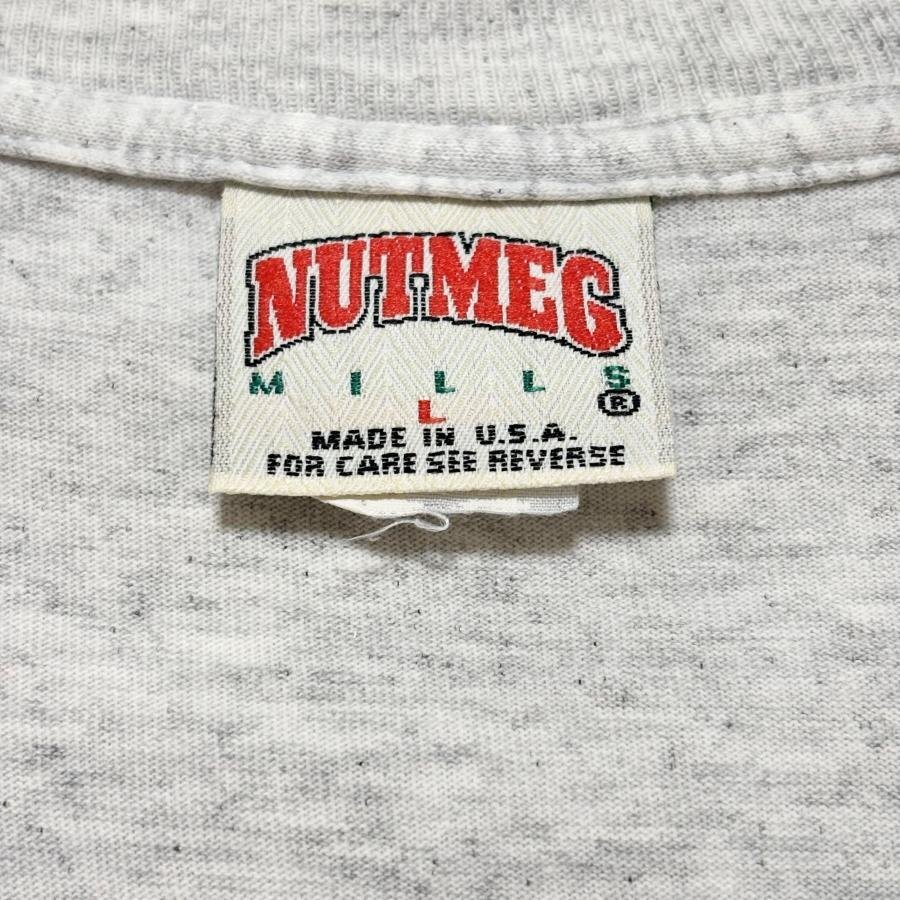 NUTMEG
MILLS
®
L
MADE IN U.S.A.
FOR CARE SEE REVERSE